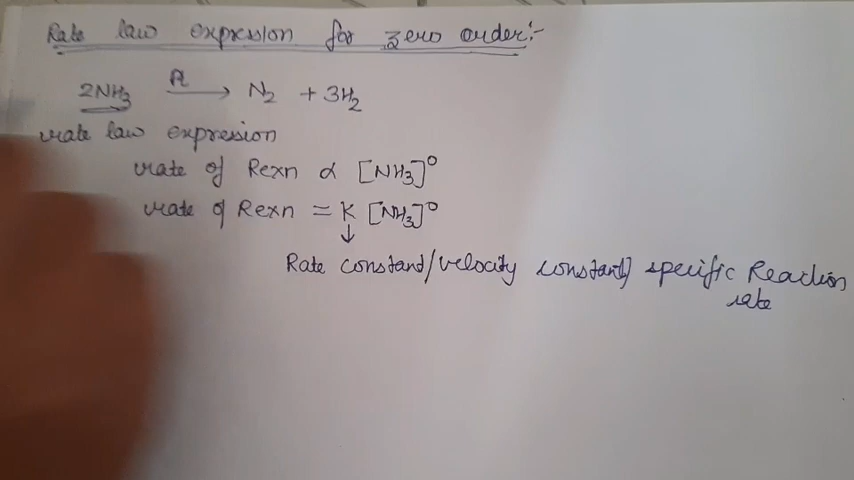 Rate law expression for zero order:-
2NH₃ Pt → N₂ + 3H₂
rate law expression
rate of Rexn ∝ [NH₃]⁰
rate of Rexn = K [NH₃]⁰
↓
Rate constant/velocity constant/ specific Reaction
rate